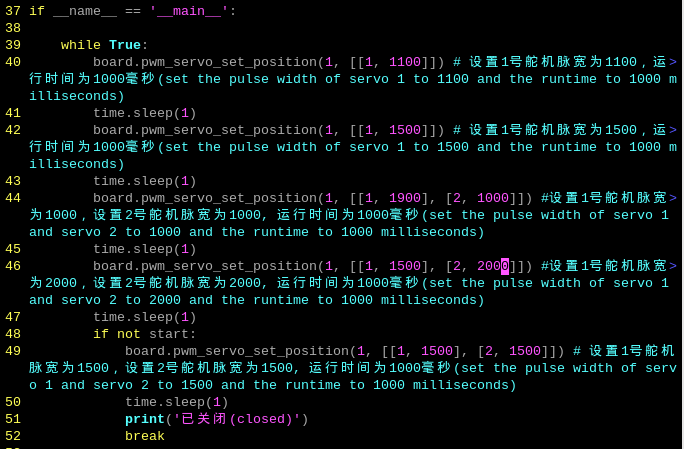 37 if __name__ == '__main__':
38
39     while True:
40         board.pwm_servo_set_position(1, [[1, 1100]]) # 设置1号舵机脉宽为1100，运>
行时间为1000毫秒(set the pulse width of servo 1 to 1100 and the runtime to 1000 m
illiseconds)
41         time.sleep(1)
42         board.pwm_servo_set_position(1, [[1, 1500]]) # 设置1号舵机脉宽为1500，运>
行时间为1000毫秒(set the pulse width of servo 1 to 1500 and the runtime to 1000 m
illiseconds)
43         time.sleep(1)
44         board.pwm_servo_set_position(1, [[1, 1900], [2, 1000]]) #设置1号舵机脉宽>
为1000，设置2号舵机脉宽为1000, 运行时间为1000毫秒(set the pulse width of servo 1
and servo 2 to 1000 and the runtime to 1000 milliseconds)
45         time.sleep(1)
46         board.pwm_servo_set_position(1, [[1, 1500], [2, 2000]]) #设置1号舵机脉宽>
为2000，设置2号舵机脉宽为2000, 运行时间为1000毫秒(set the pulse width of servo 1
and servo 2 to 2000 and the runtime to 1000 milliseconds)
47         time.sleep(1)
48         if not start:
49             board.pwm_servo_set_position(1, [[1, 1500], [2, 1500]]) # 设置1号舵机
脉宽为1500，设置2号舵机脉宽为1500, 运行时间为1000毫秒(set the pulse width of serv
o 1 and servo 2 to 1500 and the runtime to 1000 milliseconds)
50             time.sleep(1)
51             print('已关闭(closed)')
52             break